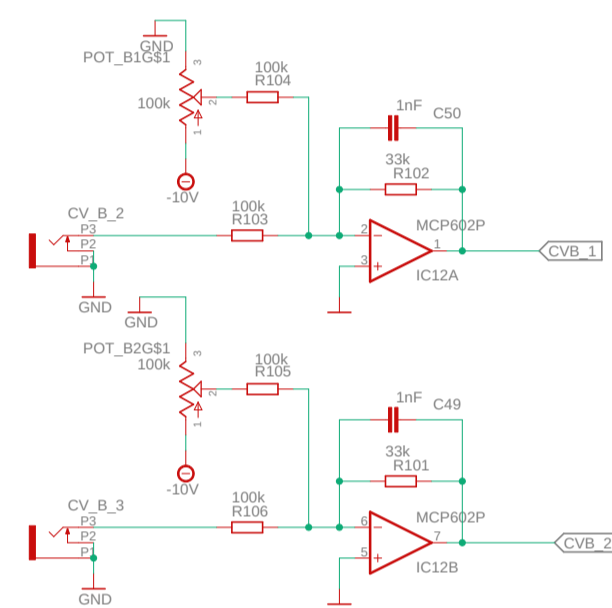 GND
POT_B1G$1
3
100k
2
1
-10V
100k
R104
1nF
C50
33k
R102
CV_B_2
P3
P2
P1
GND
100k
R103
2
3
1
MCP602P
IC12A
CVB_1
GND
POT_B2G$1
3
100k
2
1
-10V
100k
R105
1nF
C49
33k
R101
CV_B_3
P3
P2
P1
GND
100k
R106
6
5
7
MCP602P
IC12B
CVB_2